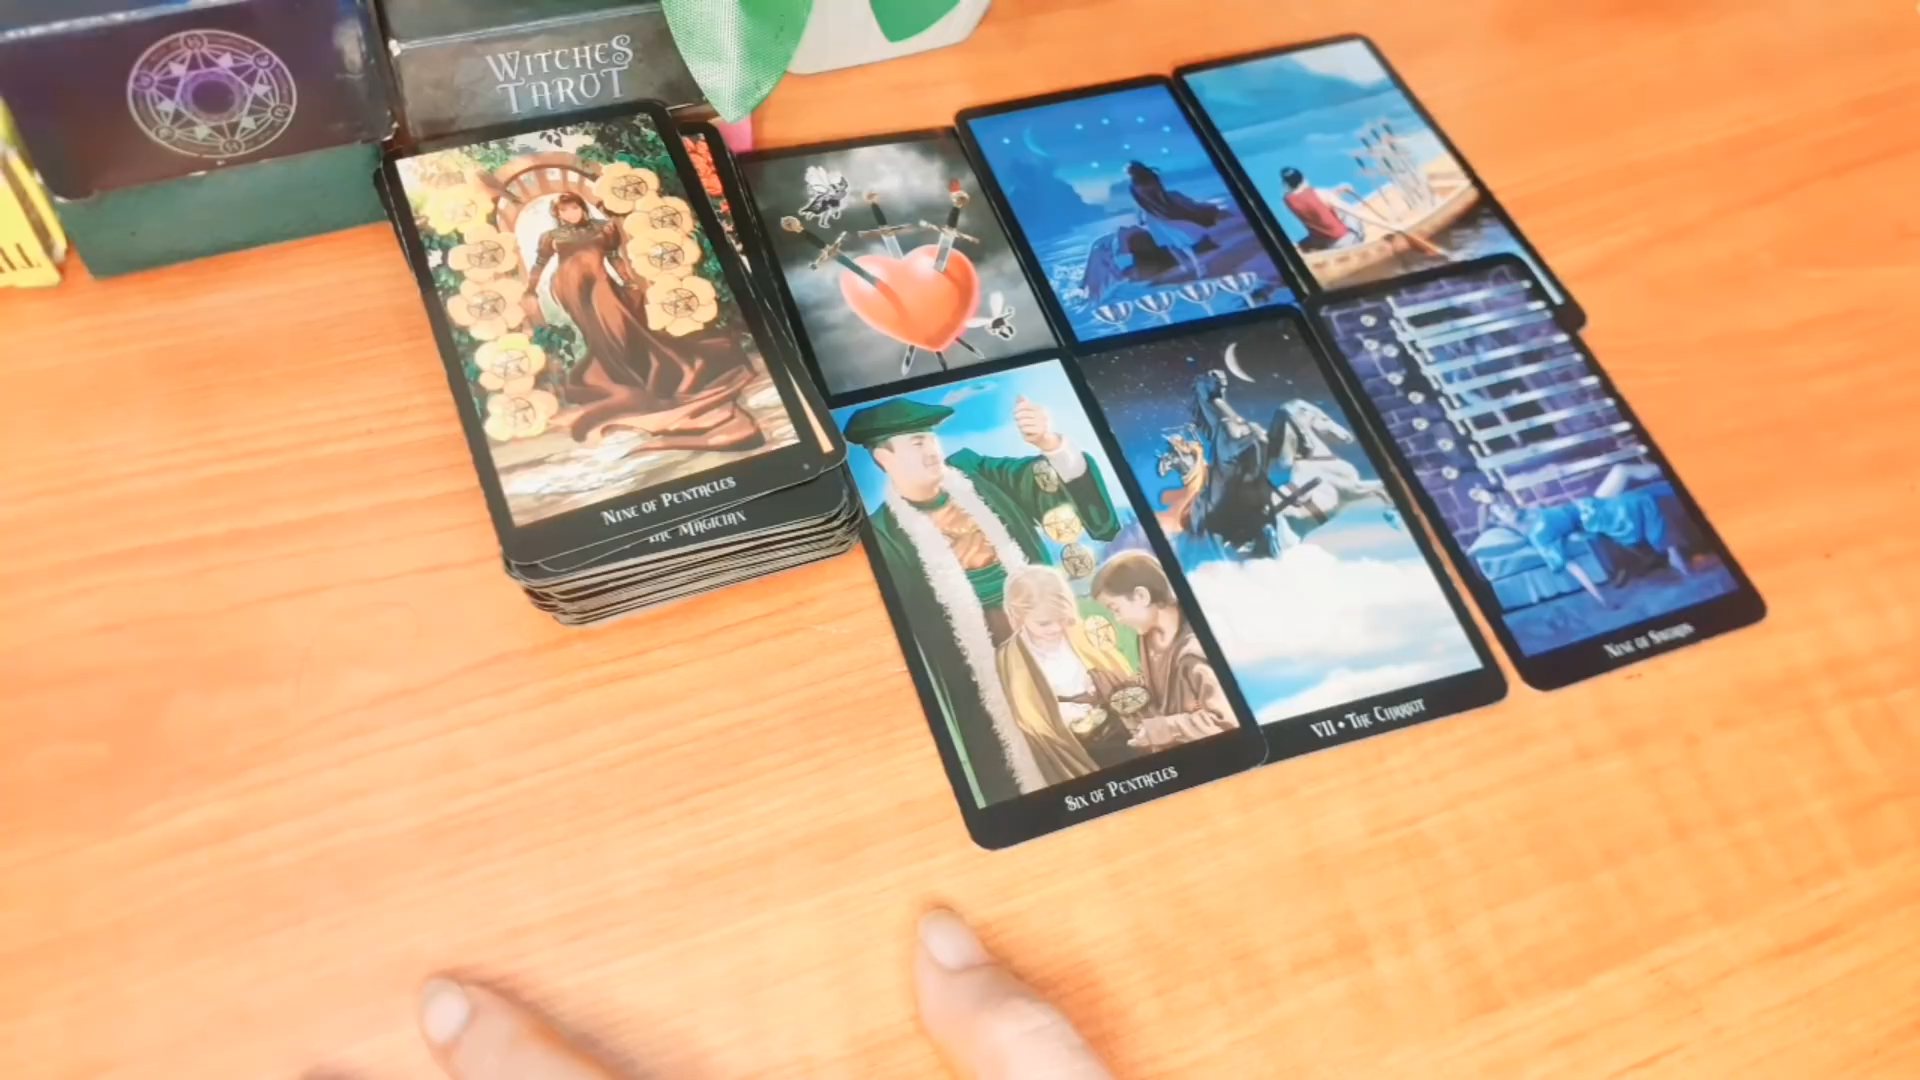 WITCHES
TAROT
NINE OF PENTACLES
THE MAGICIAN
SIX OF PENTACLES
VII • THE CHARIOT
NINE OF SWORDS